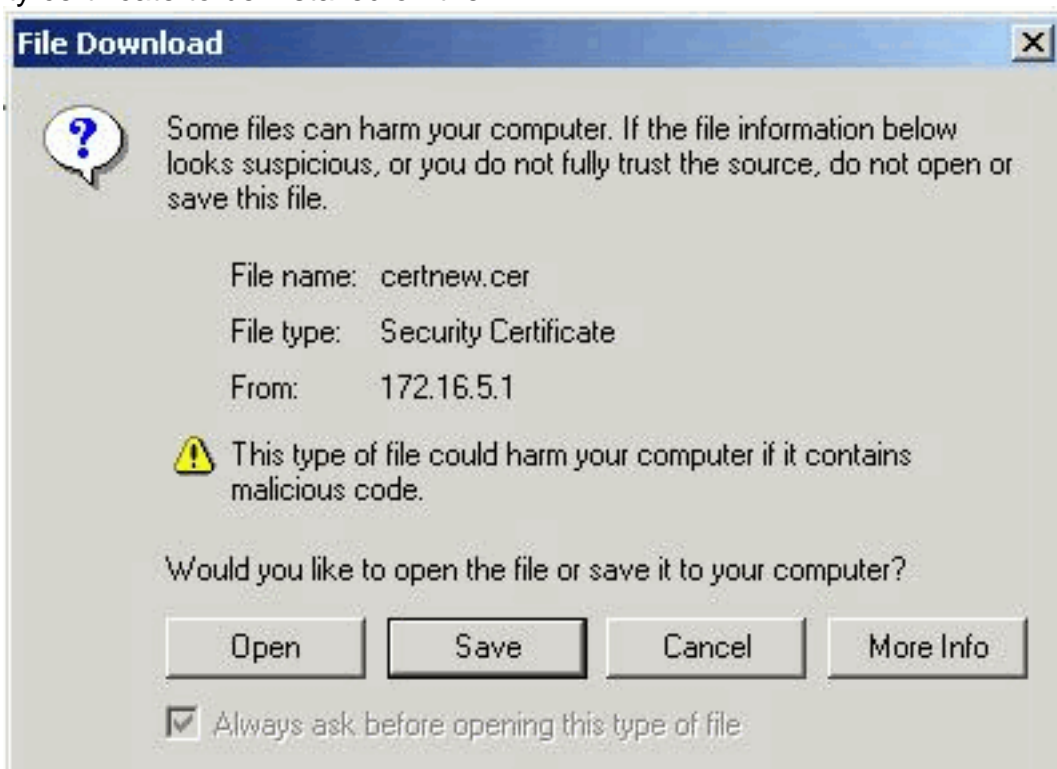 File Download
Some files can harm your computer. If the file information below
looks suspicious, or you do not fully trust the source, do not open or
save this file.
File name: certnew.cer
File type: Security Certificate
From: 172.16.5.1
This type of file could harm your computer if it contains
malicious code.
Would you like to open the file or save it to your computer?
Open Save Cancel More Info
Always ask before opening this type of file